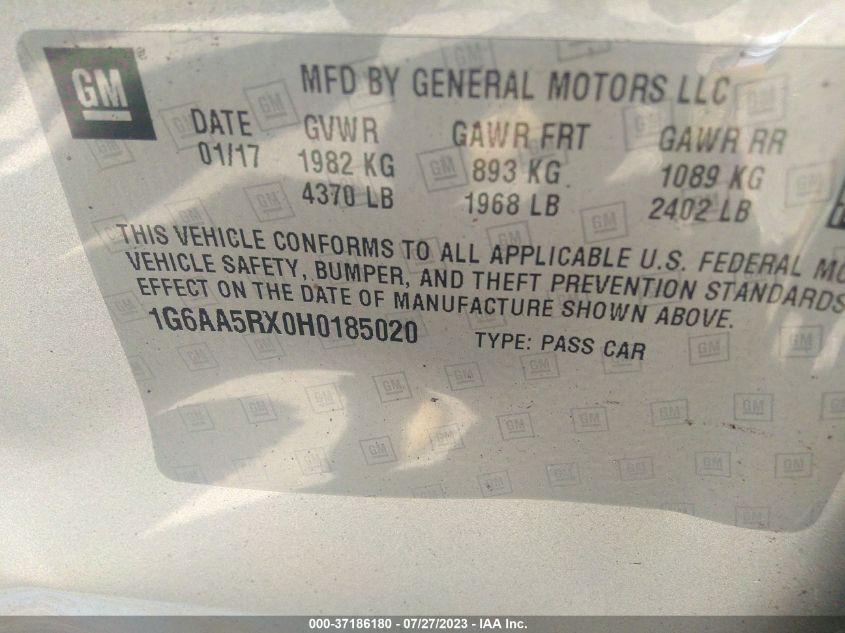 GM
MFD BY GENERAL MOTORS LLC
DATE GVWR GAWR FRT GAWR RR
01/17 1982 KG 893 KG 1089 KG
4370 LB 1968 LB 2402 LB
THIS VEHICLE CONFORMS TO ALL APPLICABLE U.S. FEDERAL MO
VEHICLE SAFETY, BUMPER, AND THEFT PREVENTION STANDARDS
EFFECT ON THE DATE OF MANUFACTURE SHOWN ABOVE.
1G6AA5RX0H0185020 TYPE: PASS CAR
000-37186180 - 07/27/2023 - IAA Inc.